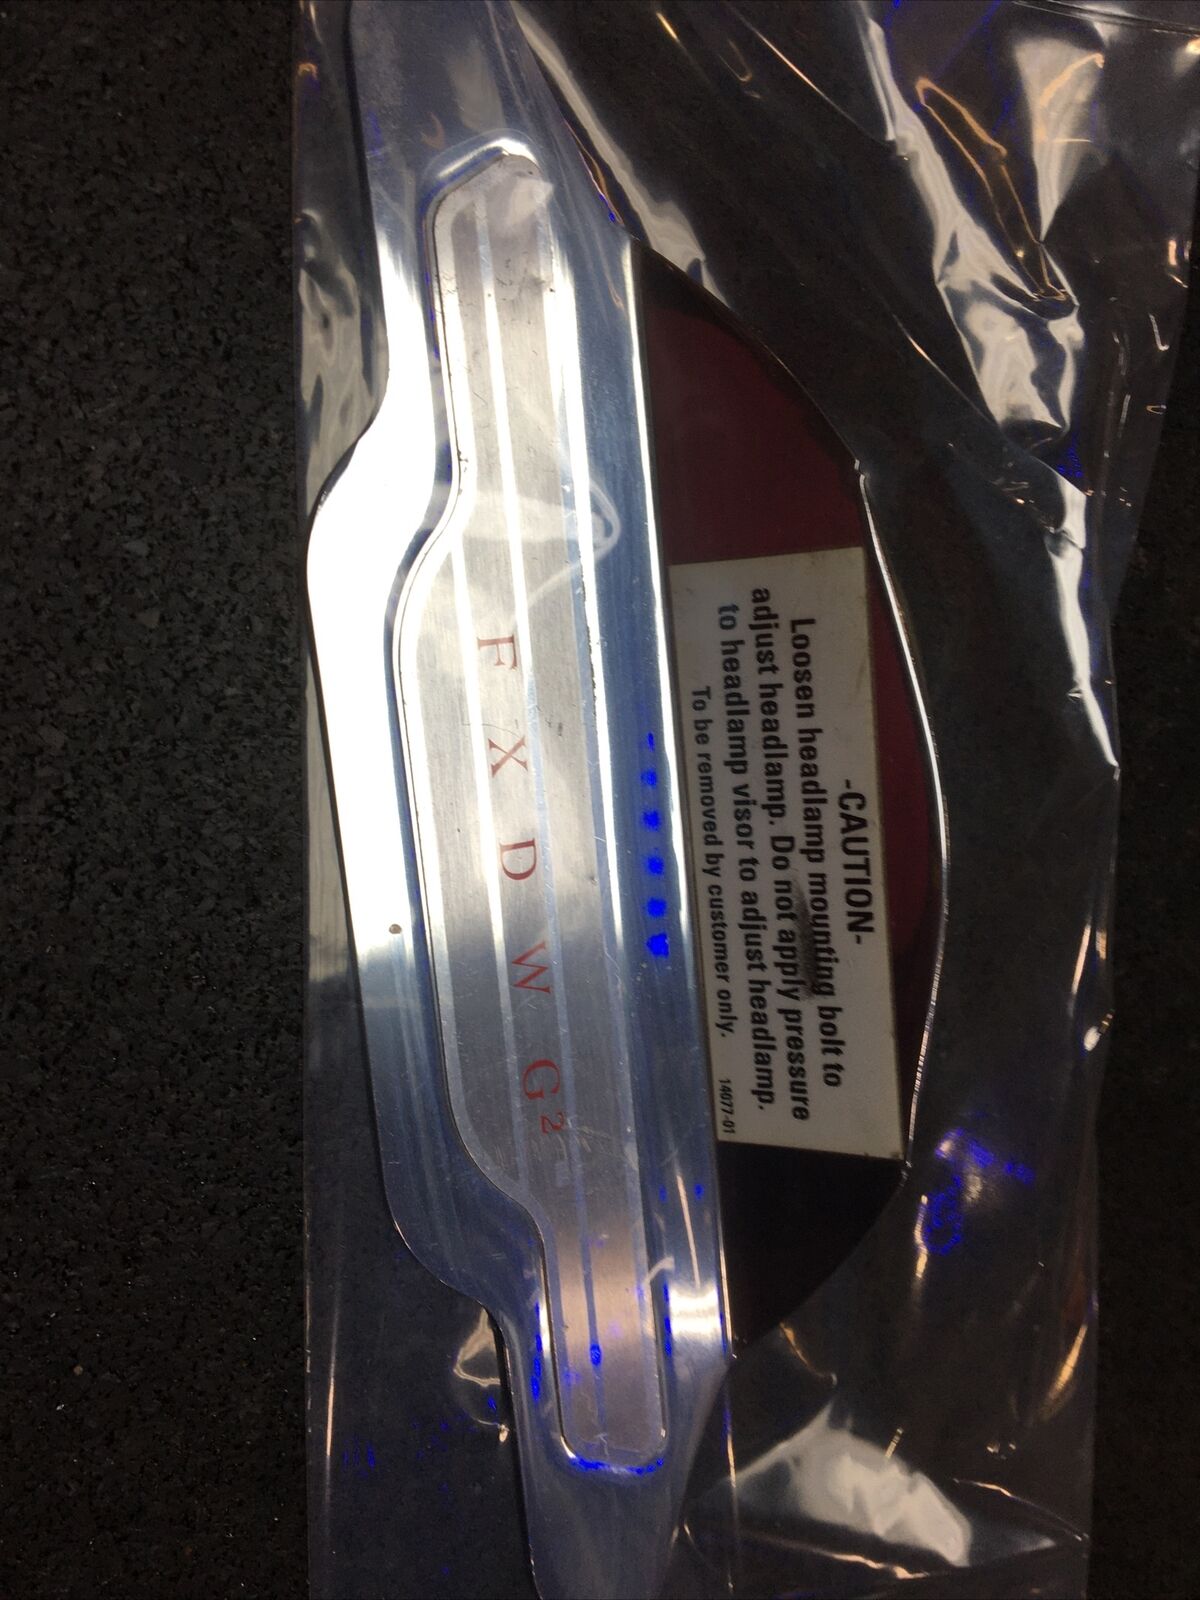 F X D W G 2
-CAUTION-
Loosen headlamp mounting bolt to
adjust headlamp. Do not apply pressure
to headlamp visor to adjust headlamp.
To be removed by customer only.
14077-01